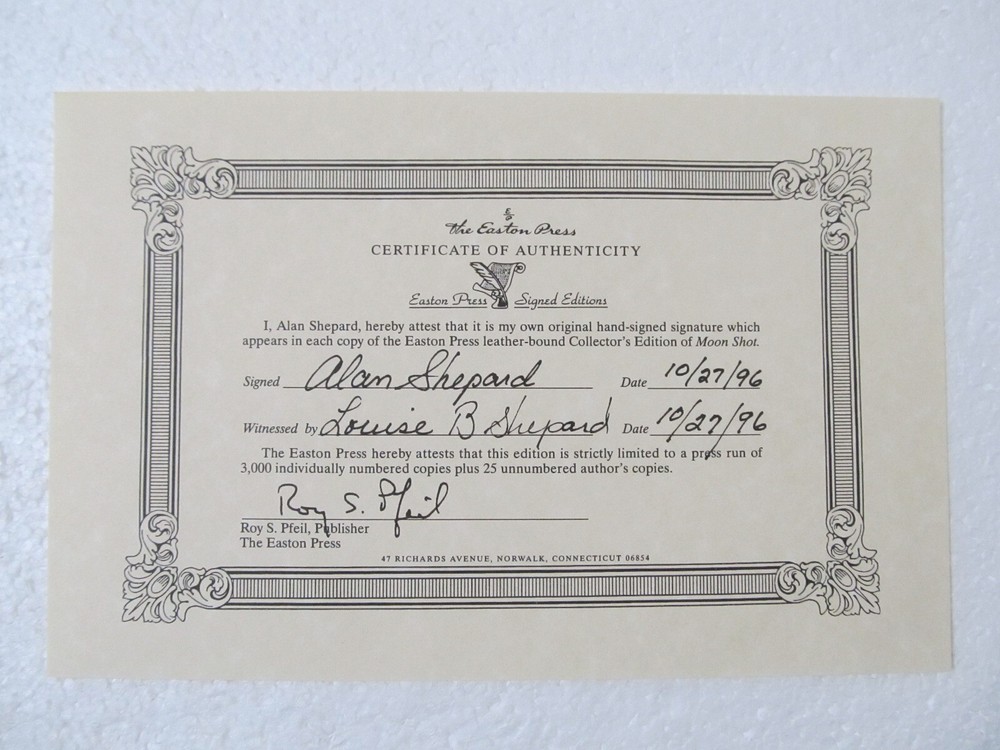 E
P
The Easton Press
CERTIFICATE OF AUTHENTICITY
Easton Press Signed Editions
I, Alan Shepard, hereby attest that it is my own original hand-signed signature which
appears in each copy of the Easton Press leather-bound Collector's Edition of Moon Shot.
Signed Alan Shepard Date 10/27/96
Witnessed by Louise B Shepard Date 10/27/96
The Easton Press hereby attests that this edition is strictly limited to a press run of
3,000 individually numbered copies plus 25 unnumbered author's copies.
Roy S. Pfeil
Roy S. Pfeil, Publisher
The Easton Press
47 RICHARDS AVENUE, NORWALK, CONNECTICUT 06854